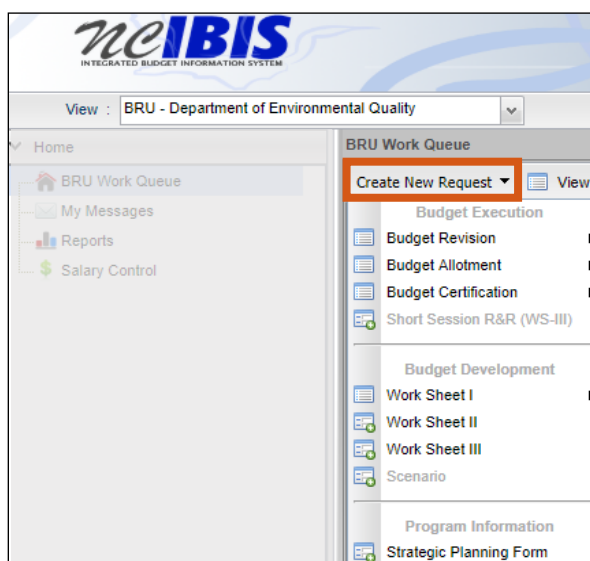 ncIBIS
INTEGRATED BUDGET INFORMATION SYSTEM
View : BRU - Department of Environmental Quality
Home
BRU Work Queue
My Messages
Reports
Salary Control
BRU Work Queue
Create New Request View
Budget Execution
Budget Revision
Budget Allotment
Budget Certification
Short Session R&R (WS-III)
Budget Development
Work Sheet I
Work Sheet II
Work Sheet III
Scenario
Program Information
Strategic Planning Form